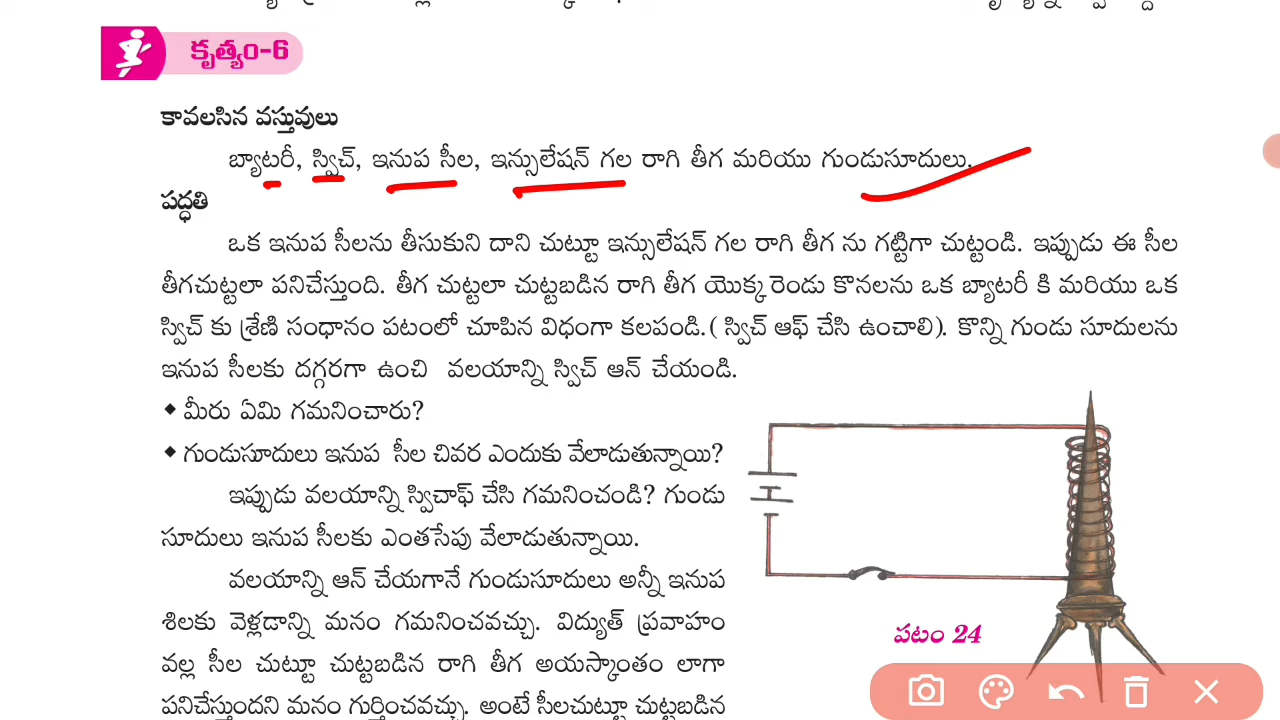 కృత్యం-6
కావలసిన వస్తువులు
బ్యాటరీ, స్విచ్, ఇనుప సీల, ఇన్సులేషన్ గల రాగి తీగ మరియు గుండుసూదులు.
పద్ధతి
ఒక ఇనుప సీలను తీసుకుని దాని చుట్టూ ఇన్సులేషన్ గల రాగి తీగ ను గట్టిగా చుట్టండి. ఇప్పుడు ఈ సీల
తీగచుట్టలా పనిచేస్తుంది. తీగ చుట్టలా చుట్టబడిన రాగి తీగ యొక్కరెండు కొనలను ఒక బ్యాటరీ కి మరియు ఒక
స్విచ్ కు శ్రేణి సంధానం పటంలో చూపిన విధంగా కలపండి.( స్విచ్ ఆఫ్ చేసి ఉంచాలి). కొన్ని గుండు సూదులను
ఇనుప సీలకు దగ్గరగా ఉంచి వలయాన్ని స్విచ్ ఆన్ చేయండి.
◆ మీరు ఏమి గమనించారు?
◆ గుండుసూదులు ఇనుప సీల చివర ఎందుకు వేలాడుతున్నాయి?
ఇప్పుడు వలయాన్ని స్విచాఫ్ చేసి గమనించండి? గుండు
సూదులు ఇనుప సీలకు ఎంతసేపు వేలాడుతున్నాయి.
వలయాన్ని ఆన్ చేయగానే గుండుసూదులు అన్నీ ఇనుప
శిలకు వెళ్లడాన్ని మనం గమనించవచ్చు. విద్యుత్ ప్రవాహం
వల్ల సీల చుట్టూ చుట్టబడిన రాగి తీగ అయస్కాంతం లాగా
పనిచేస్తుందని మనం గుర్తించవచ్చు. అంటే సీలచుట్టూ చుట్టబడిన
పటం 24